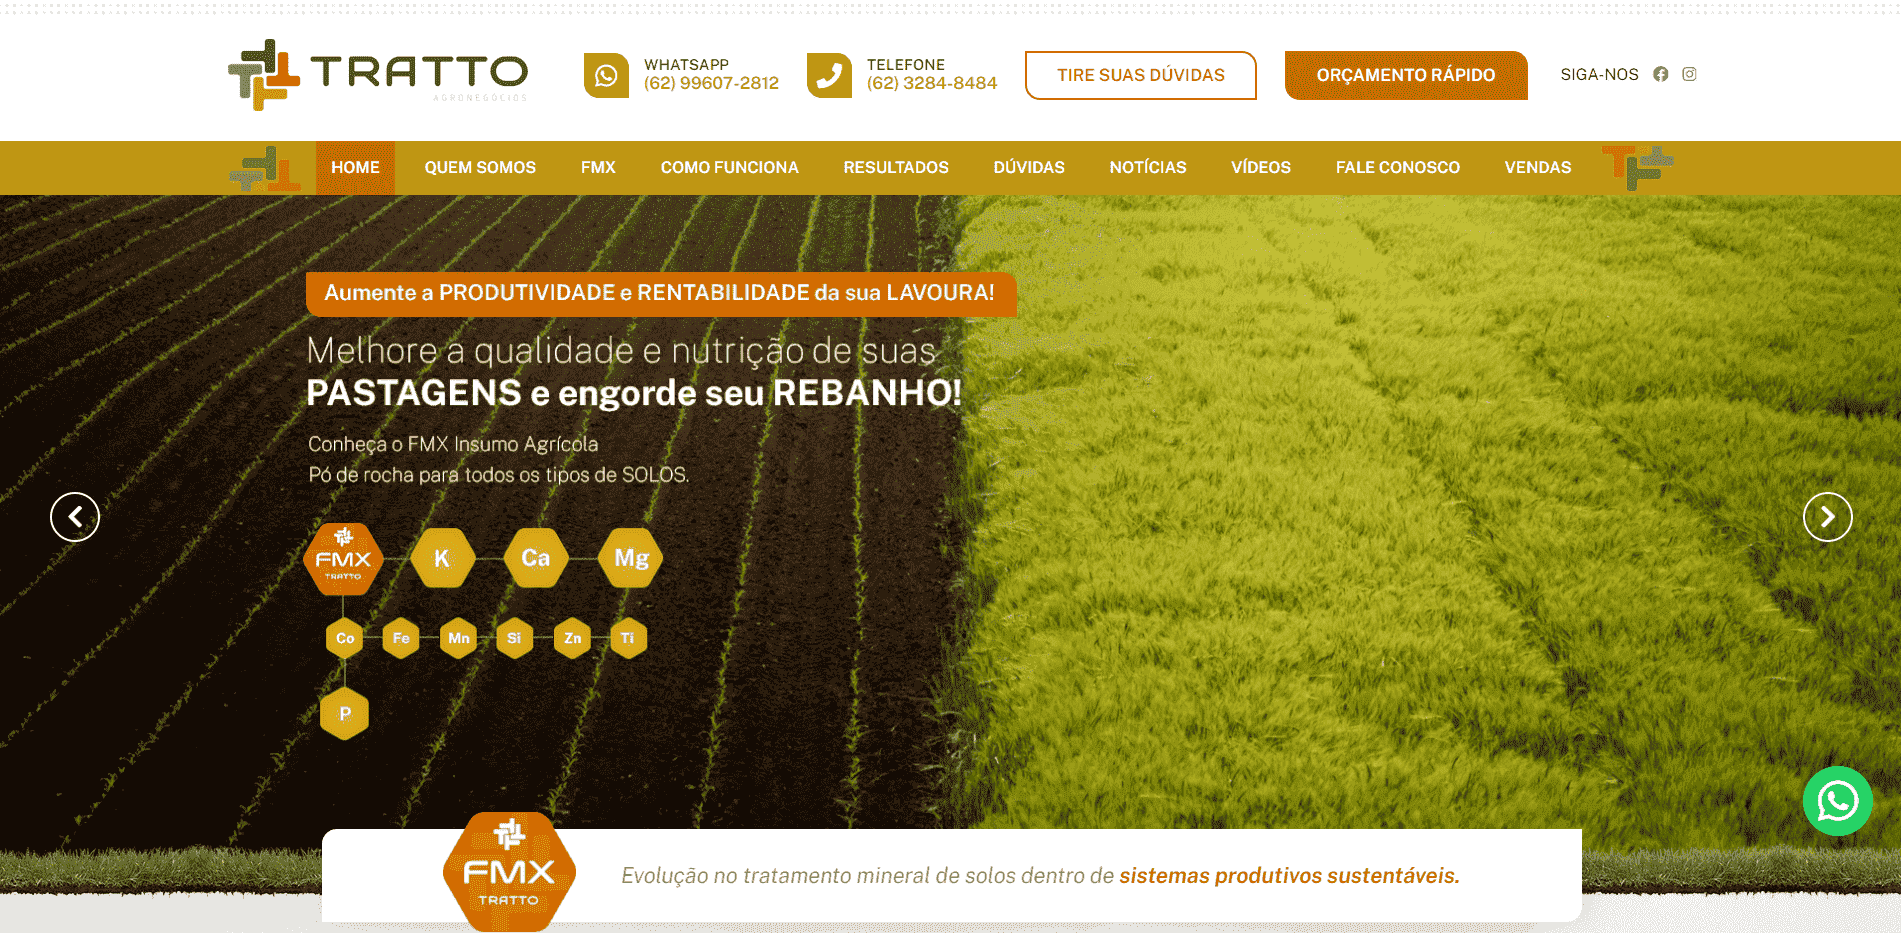 TRATTO
AGRONEGÓCIOS
WHATSAPP
(62) 99607-2812
TELEFONE
(62) 3284-8484
TIRE SUAS DÚVIDAS
ORÇAMENTO RÁPIDO
SIGA-NOS
HOME
QUEM SOMOS
FMX
COMO FUNCIONA
RESULTADOS
DÚVIDAS
NOTÍCIAS
VÍDEOS
FALE CONOSCO
VENDAS
Aumente a PRODUTIVIDADE e RENTABILIDADE da sua LAVOURA!
Melhore a qualidade e nutrição de suas
PASTAGENS e engorde seu REBANHO!
Conheça o FMX Insumo Agrícola
Pó de rocha para todos os tipos de SOLOS.
FMX
TRATTO
K
Ca
Mg
Co
Fe
Mn
Si
Zn
Ti
P
FMX
TRATTO
Evolução no tratamento mineral de solos dentro de sistemas produtivos sustentáveis.